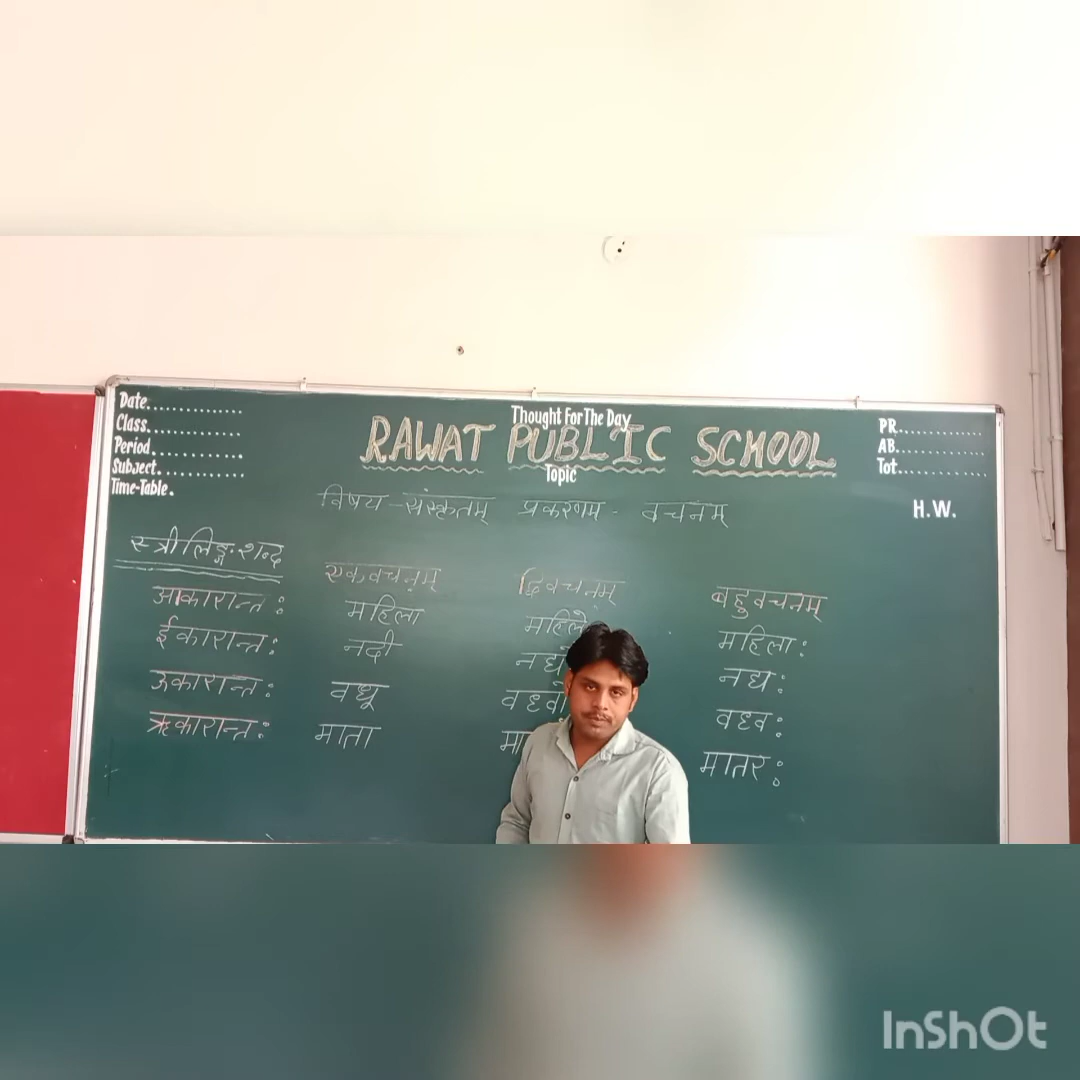 Date..............
Class.............
Period.............
Subject.............
Time-Table.
Thought For The Day
RAWAT PUBLIC SCHOOL
Topic
PR.............
AB.............
Tot.............
H.W.
विषय - संस्कृतम् प्रकरणम् - वचनम्
स्त्रीलिङ्ग-शब्द
एकवचनम् द्विवचनम् बहुवचनम्
आकारान्तः महिला महिले महिलाः
ईकारान्तः नदी नद्यः
ऊकारान्तः वधू वध्वः
ऋकारान्तः माता मातरः
InShOt